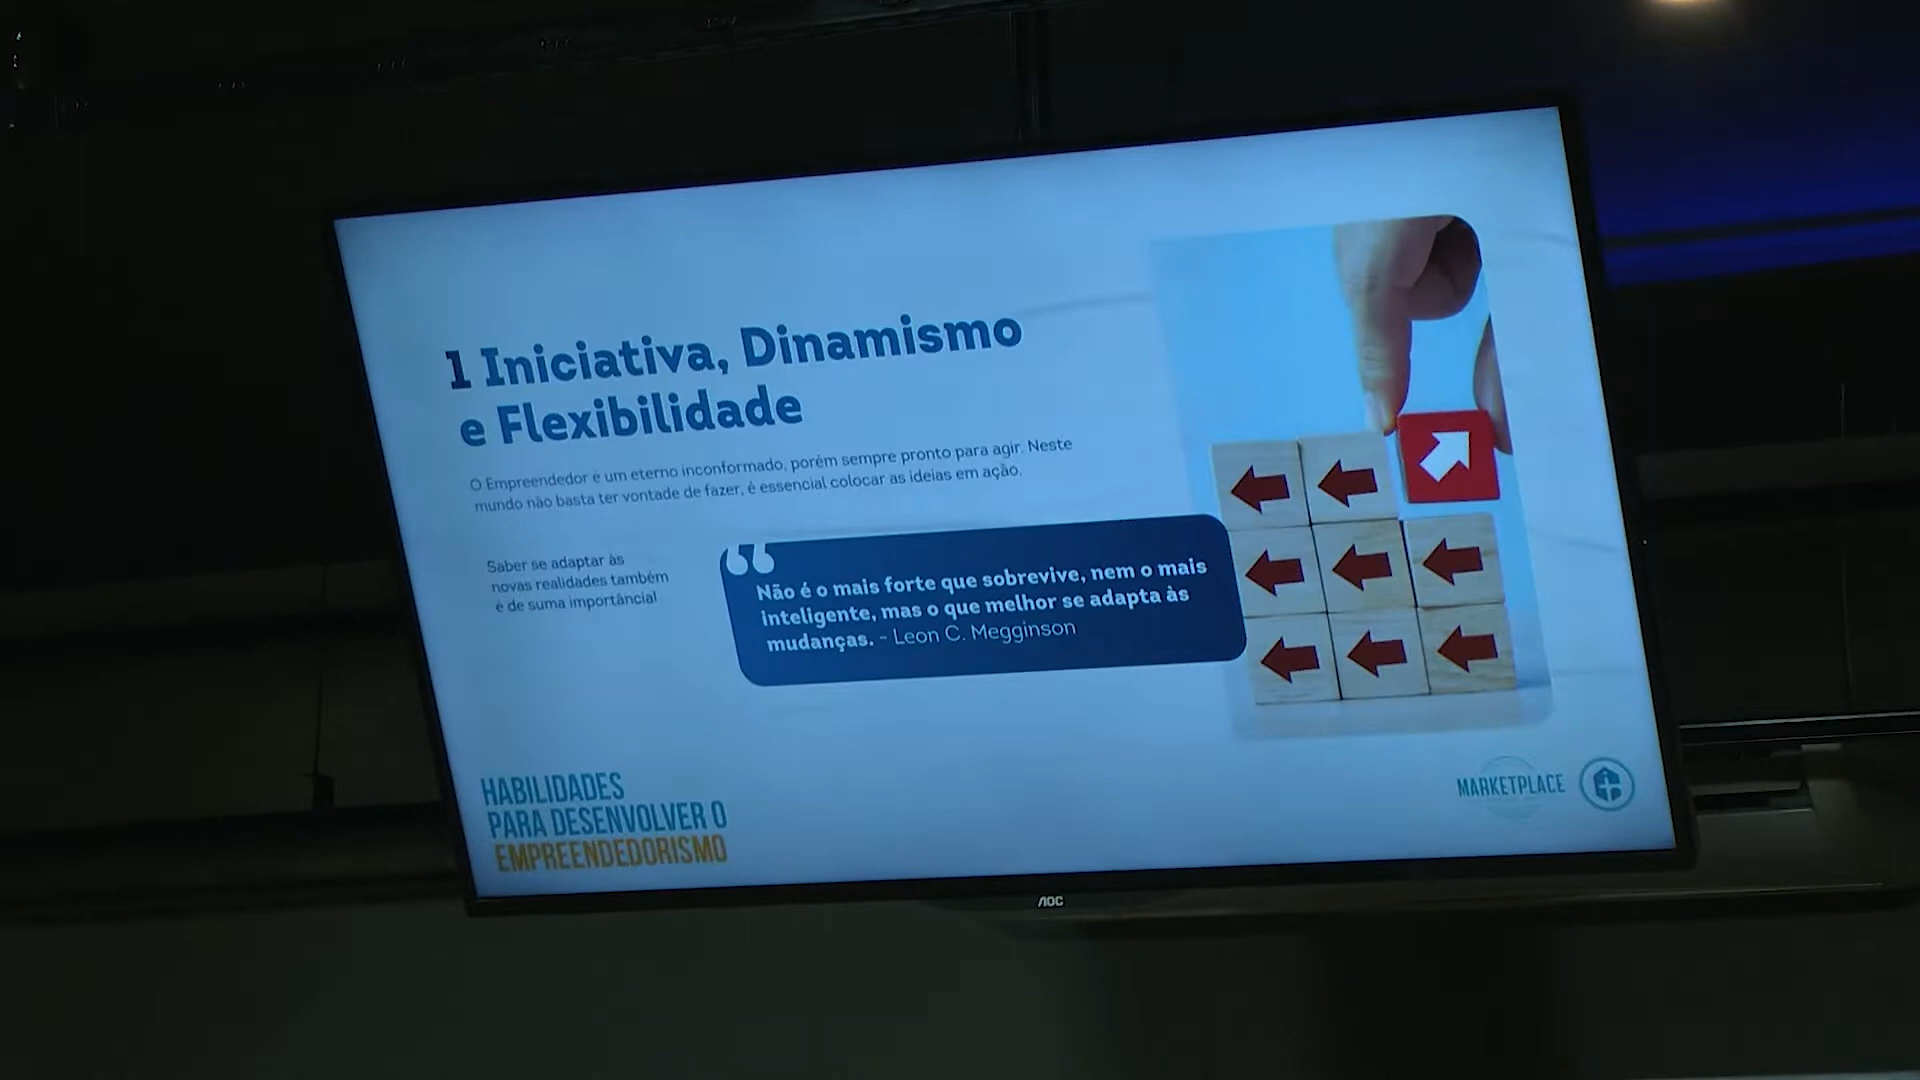 1 Iniciativa, Dinamismo
e Flexibilidade
O Empreendedor é um eterno inconformado, porém sempre pronto para agir. Neste
mundo não basta ter vontade de fazer, é essencial colocar as ideias em ação.
Saber se adaptar às
novas realidades também
é de suma importância!
Não é o mais forte que sobrevive, nem o mais
inteligente, mas o que melhor se adapta às
mudanças. - Leon C. Megginson
HABILIDADES
PARA DESENVOLVER O
EMPREENDEDORISMO
MARKETPLACE
AOC